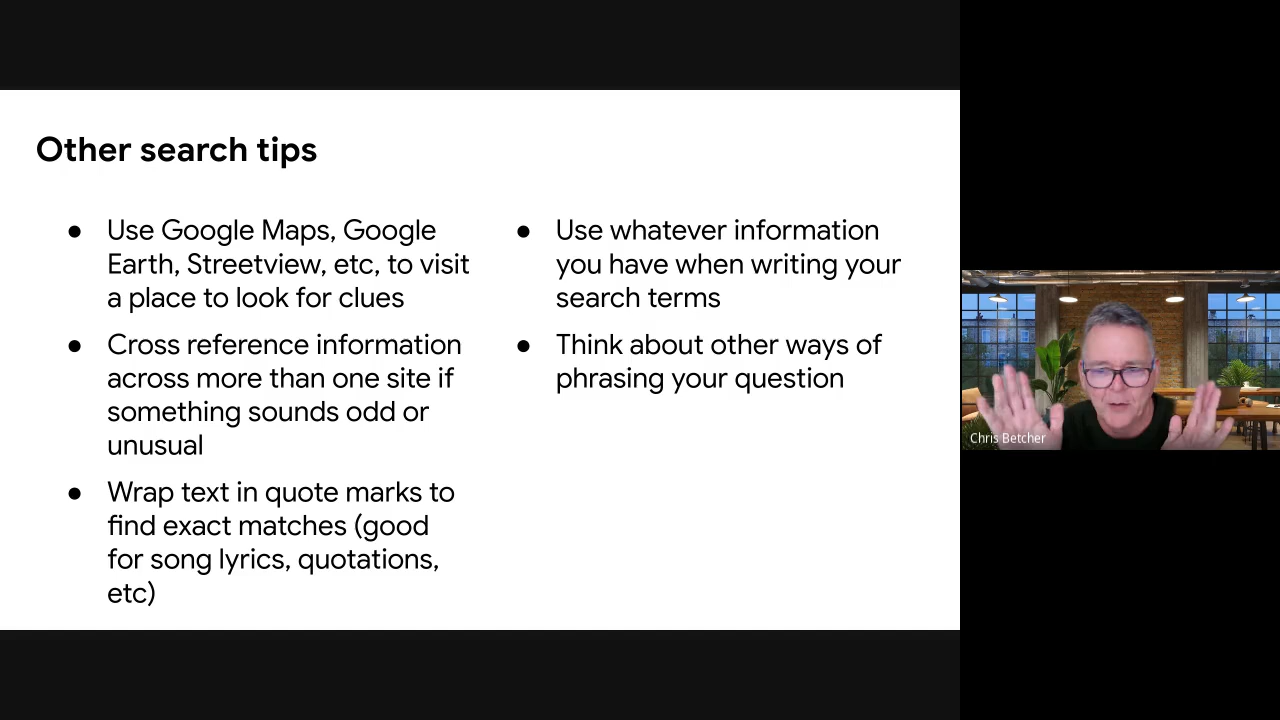 Other search tips
● Use Google Maps, Google
Earth, Streetview, etc, to visit
a place to look for clues
● Cross reference information
across more than one site if
something sounds odd or
unusual
● Wrap text in quote marks to
find exact matches (good
for song lyrics, quotations,
etc)
● Use whatever information
you have when writing your
search terms
● Think about other ways of
phrasing your question
Chris Betcher